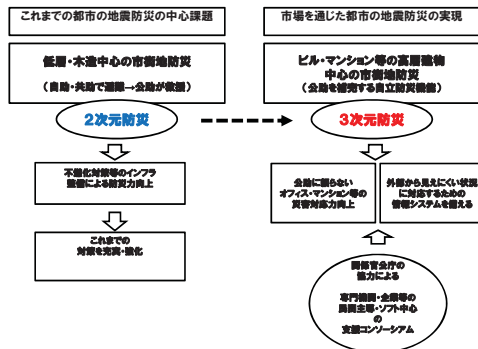 これまでの都市の地震防災の中心課題
低層・木造中心の市街地防災
(自助・共助で避難→公助が救援)
2次元防災
不燃化対策等のインフラ
整備による防災力向上
これまでの
対策を充実・強化
市場を通じた都市の地震防災の実現
ビル・マンション等の高層建物
中心の市街地防災
(公助を補完する自立防災機能)
3次元防災
公助に頼らない
オフィス・マンション等の
災害対応力向上
外部から見えにくい状況
に対応するための
情報システムを備える
関係官公庁の
協力による
専門機関・企業等の
民間主導・ソフト中心
の
支援コンソーシアム